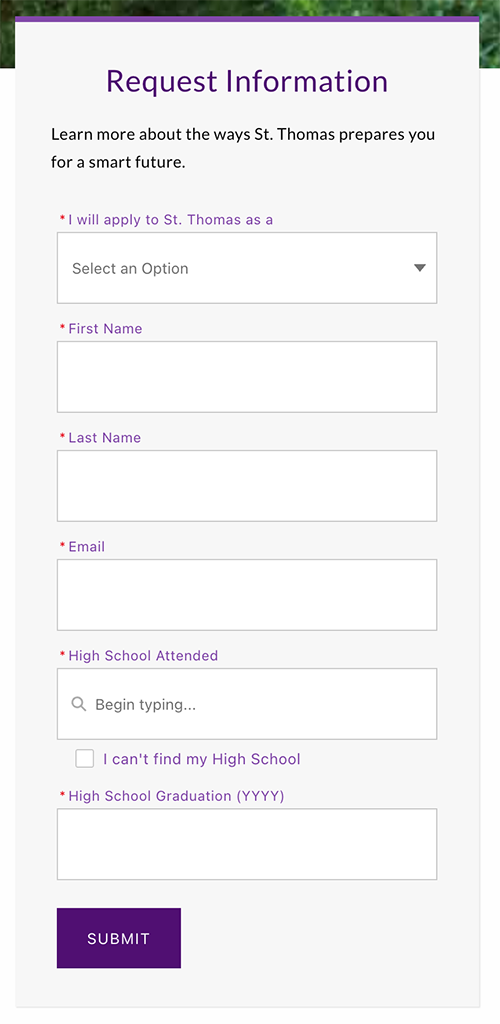 Request Information
Learn more about the ways St. Thomas prepares you
for a smart future.
* I will apply to St. Thomas as a
Select an Option
* First Name
* Last Name
* Email
* High School Attended
Begin typing...
I can't find my High School
* High School Graduation (YYYY)
SUBMIT